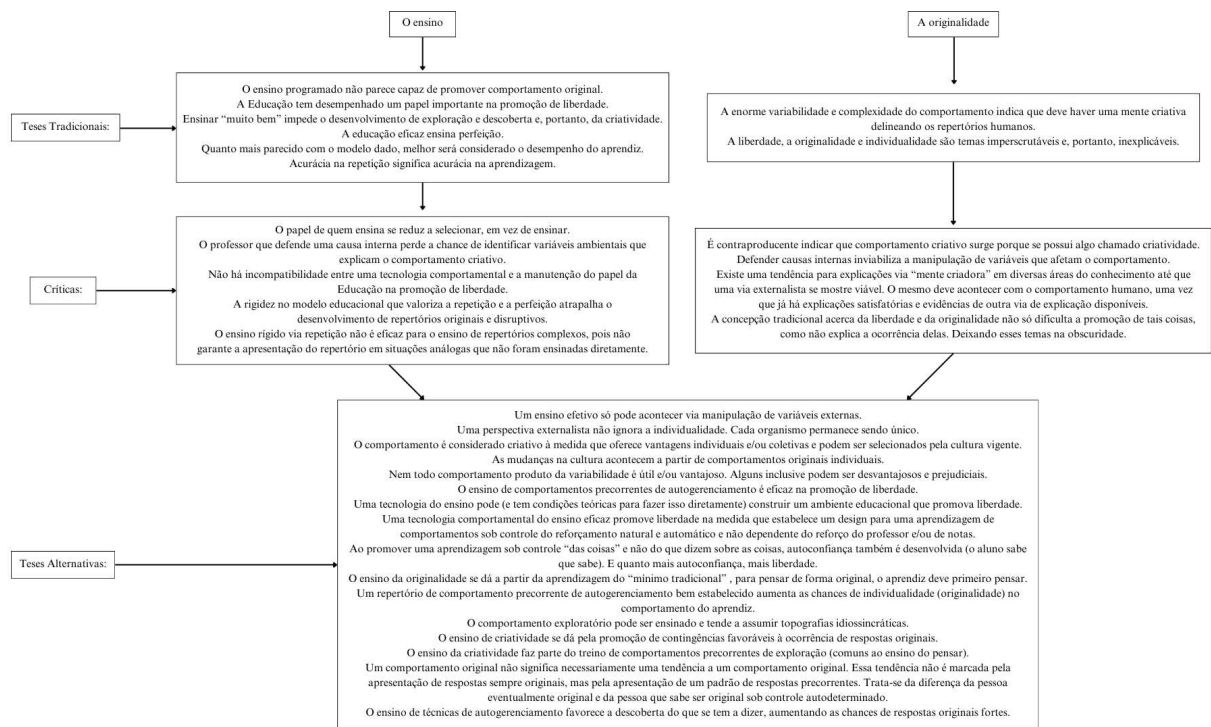 O ensino
A originalidade
Teses Tradicionais:
O ensino programado não parece capaz de promover comportamento original.
A Educação tem desempenhado um papel importante na promoção de liberdade.
Ensinar “muito bem” impede o desenvolvimento de exploração e descoberta e, portanto, da criatividade.
A educação eficaz ensina perfeição.
Quanto mais parecido com o modelo dado, melhor será considerado o desempenho do aprendiz.
Acurácia na repetição significa acurácia na aprendizagem.
A enorme variabilidade e complexidade do comportamento indica que deve haver uma mente criativa
delineando os repertórios humanos.
A liberdade, a originalidade e individualidade são temas imperscrutáveis e, portanto, inexplicáveis.
Críticas:
O papel de quem ensina se reduz a selecionar, em vez de ensinar.
O professor que defende uma causa interna perde a chance de identificar variáveis ambientais que
explicam o comportamento criativo.
Não há incompatibilidade entre uma tecnologia comportamental e a manutenção do papel da
Educação na promoção de liberdade.
A rigidez no modelo educacional que valoriza a repetição e a perfeição atrapalha o
desenvolvimento de repertórios originais e disruptivos.
O ensino rígido via repetição não é eficaz para o ensino de repertórios complexos, pois não
garante a apresentação do repertório em situações análogas que não foram ensinadas diretamente.
É contraproducente indicar que comportamento criativo surge porque se possui algo chamado criatividade.
Defender causas internas inviabiliza a manipulação de variáveis que afetam o comportamento.
Existe uma tendência para explicações via “mente criadora” em diversas áreas do conhecimento até que
uma via externalista se mostre viável. O mesmo deve acontecer com o comportamento humano, uma vez
que já há explicações satisfatórias e evidências de outra via de explicação disponíveis.
A concepção tradicional acerca da liberdade e da originalidade não só dificulta a promoção de tais coisas,
como não explica a ocorrência delas. Deixando esses temas na obscuridade.
Teses Alternativas:
Um ensino efetivo só pode acontecer via manipulação de variáveis externas.
Uma perspectiva externalista não ignora a individualidade. Cada organismo permanece sendo único.
O comportamento é considerado criativo à medida que oferece vantagens individuais e/ou coletivas e podem ser selecionados pela cultura vigente.
As mudanças na cultura acontecem a partir de comportamentos originais individuais.
Nem todo comportamento produto da variabilidade é útil e/ou vantajoso. Alguns inclusive podem ser desvantajosos e prejudiciais.
O ensino de comportamentos precorrentes de autogerenciamento é eficaz na promoção de liberdade.
Uma tecnologia do ensino pode (e tem condições teóricas para fazer isso diretamente) construir um ambiente educacional que promova liberdade.
Uma tecnologia comportamental do ensino eficaz promove liberdade na medida que estabelece um design para uma aprendizagem de
comportamentos sob controle do reforçamento natural e automático e não dependente do reforço do professor e/ou de notas.
Ao promover uma aprendizagem sob controle “das coisas” e não do que dizem sobre as coisas, autoconfiança também é desenvolvida (o aluno sabe
que sabe). E quanto mais autoconfiança, mais liberdade.
O ensino da originalidade se dá a partir da aprendizagem do “mínimo tradicional” , para pensar de forma original, o aprendiz deve primeiro pensar.
Um repertório de comportamento precorrente de autogerenciamento bem estabelecido aumenta as chances de individualidade (originalidade) no
comportamento do aprendiz.
O comportamento exploratório pode ser ensinado e tende a assumir topografias idiossincráticas.
O ensino de criatividade se dá pela promoção de contingências favoráveis à ocorrência de respostas originais.
O ensino da criatividade faz parte do treino de comportamentos precorrentes de exploração (comuns ao ensino do pensar).
Um comportamento original não significa necessariamente uma tendência a um comportamento original. Essa tendência não é marcada pela
apresentação de respostas sempre originais, mas pela apresentação de um padrão de respostas precorrentes. Trata-se da diferença da pessoa
eventualmente original e da pessoa que sabe ser original sob controle autodeterminado.
O ensino de técnicas de autogerenciamento favorece a descoberta do que se tem a dizer, aumentando as chances de respostas originais fortes.